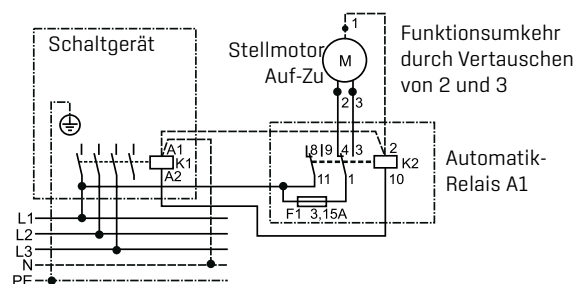 1
Schaltgerät
Stellmotor
Auf-Zu
M
Funktionsumkehr
durch Vertauschen
von 2 und 3
2 3
A1
K1
A2
8 9 4 3
2
K2
11 1 10
F1 3,15A
Automatik-
Relais A1
L1
L2
L3
N
PE